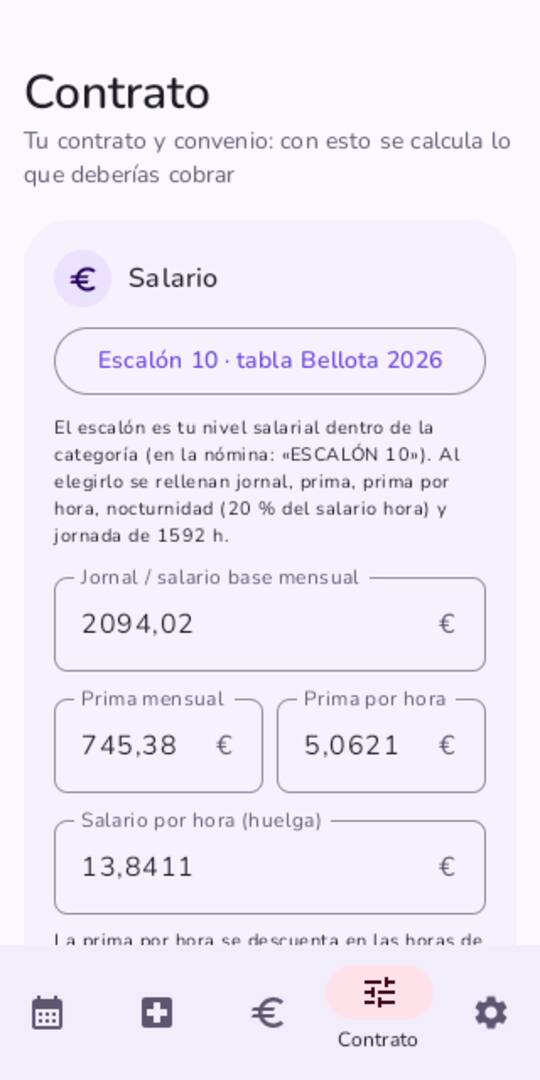 Contrato
Tu contrato y convenio: con esto se calcula lo
que deberías cobrar
€ Salario
Escalón 10 · tabla Bellota 2026
El escalón es tu nivel salarial dentro de la
categoría (en la nómina: «ESCALÓN 10»). Al
elegirlo se rellenan jornal, prima, prima por
hora, nocturnidad (20 % del salario hora) y
jornada de 1592 h.
Jornal / salario base mensual
2094,02 €
Prima mensual
745,38 €
Prima por hora
5,0621 €
Salario por hora (huelga)
13,8411 €
La prima por hora se descuenta en las horas de
€
Contrato